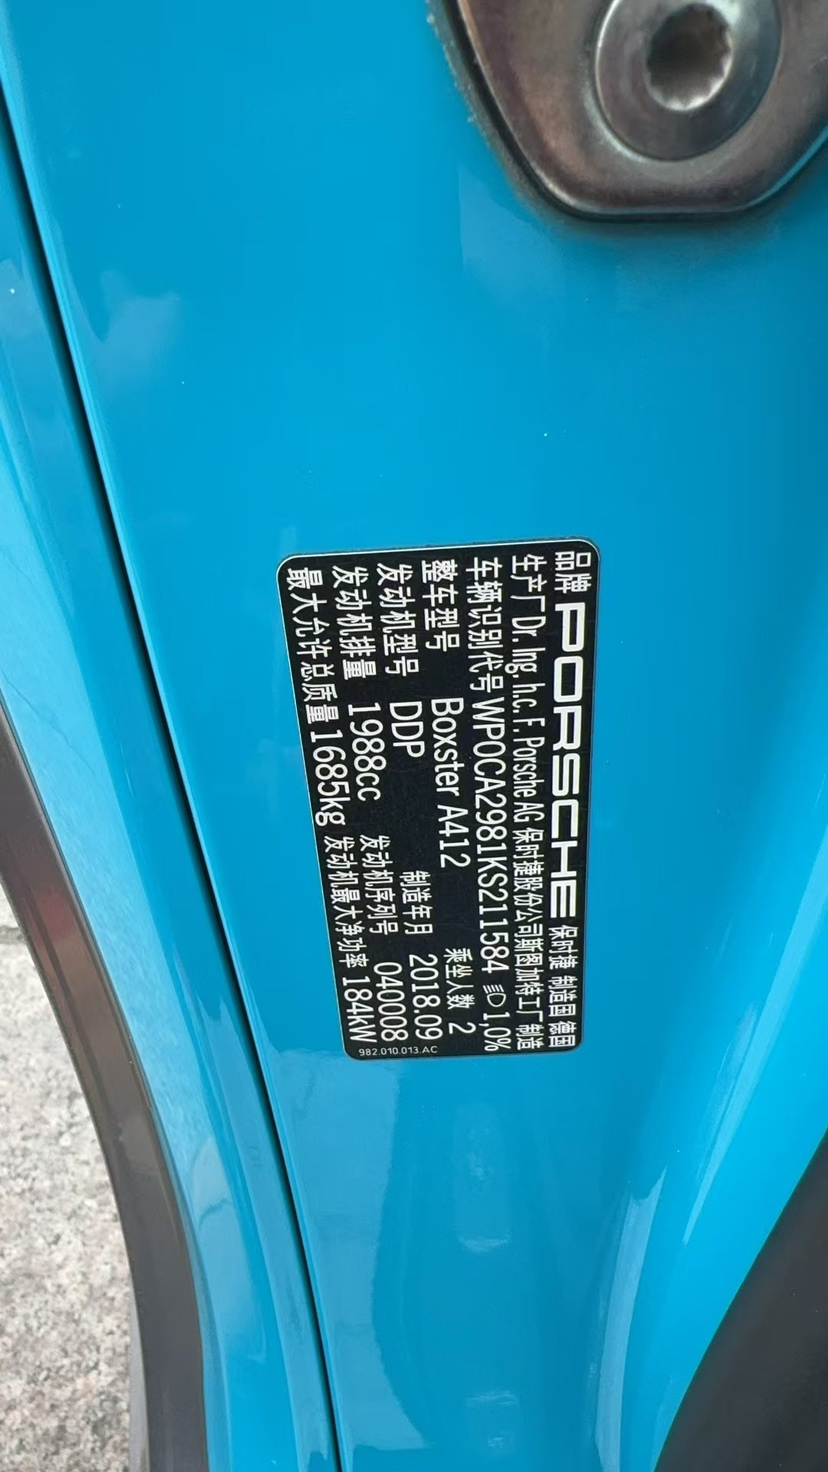 品牌 PORSCHE 保时捷 制造国 德国
生产厂Dr. Ing. h.c. F. Porsche AG 保时捷股份公司斯图加特工厂制造
车辆识别代号 WP0CA2981KS211584 1,0%
整车型号 Boxster A412 乘坐人数 2
发动机型号 DDP 制造年月 2018.09
发动机排量 1988cc 发动机序列号 040008
最大允许总质量 1685kg 发动机最大净功率 184kW
982.010.013.AC